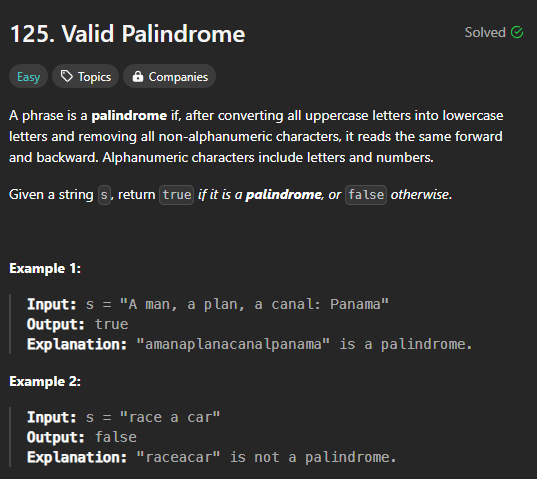 125. Valid Palindrome
Solved
Easy
Topics
Companies
A phrase is a palindrome if, after converting all uppercase letters into lowercase
letters and removing all non-alphanumeric characters, it reads the same forward
and backward. Alphanumeric characters include letters and numbers.
Given a string s, return true if it is a palindrome, or false otherwise.
Example 1:
Input: s = "A man, a plan, a canal: Panama"
Output: true
Explanation: "amanaplanacanalpanama" is a palindrome.
Example 2:
Input: s = "race a car"
Output: false
Explanation: "raceacar" is not a palindrome.